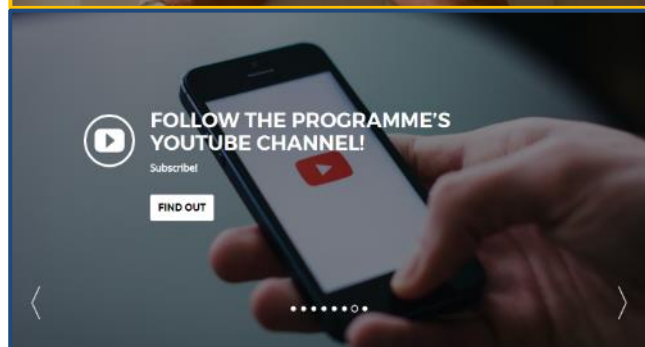 FOLLOW THE PROGRAMME'S
YOUTUBE CHANNEL!
Subscribe!
FIND OUT